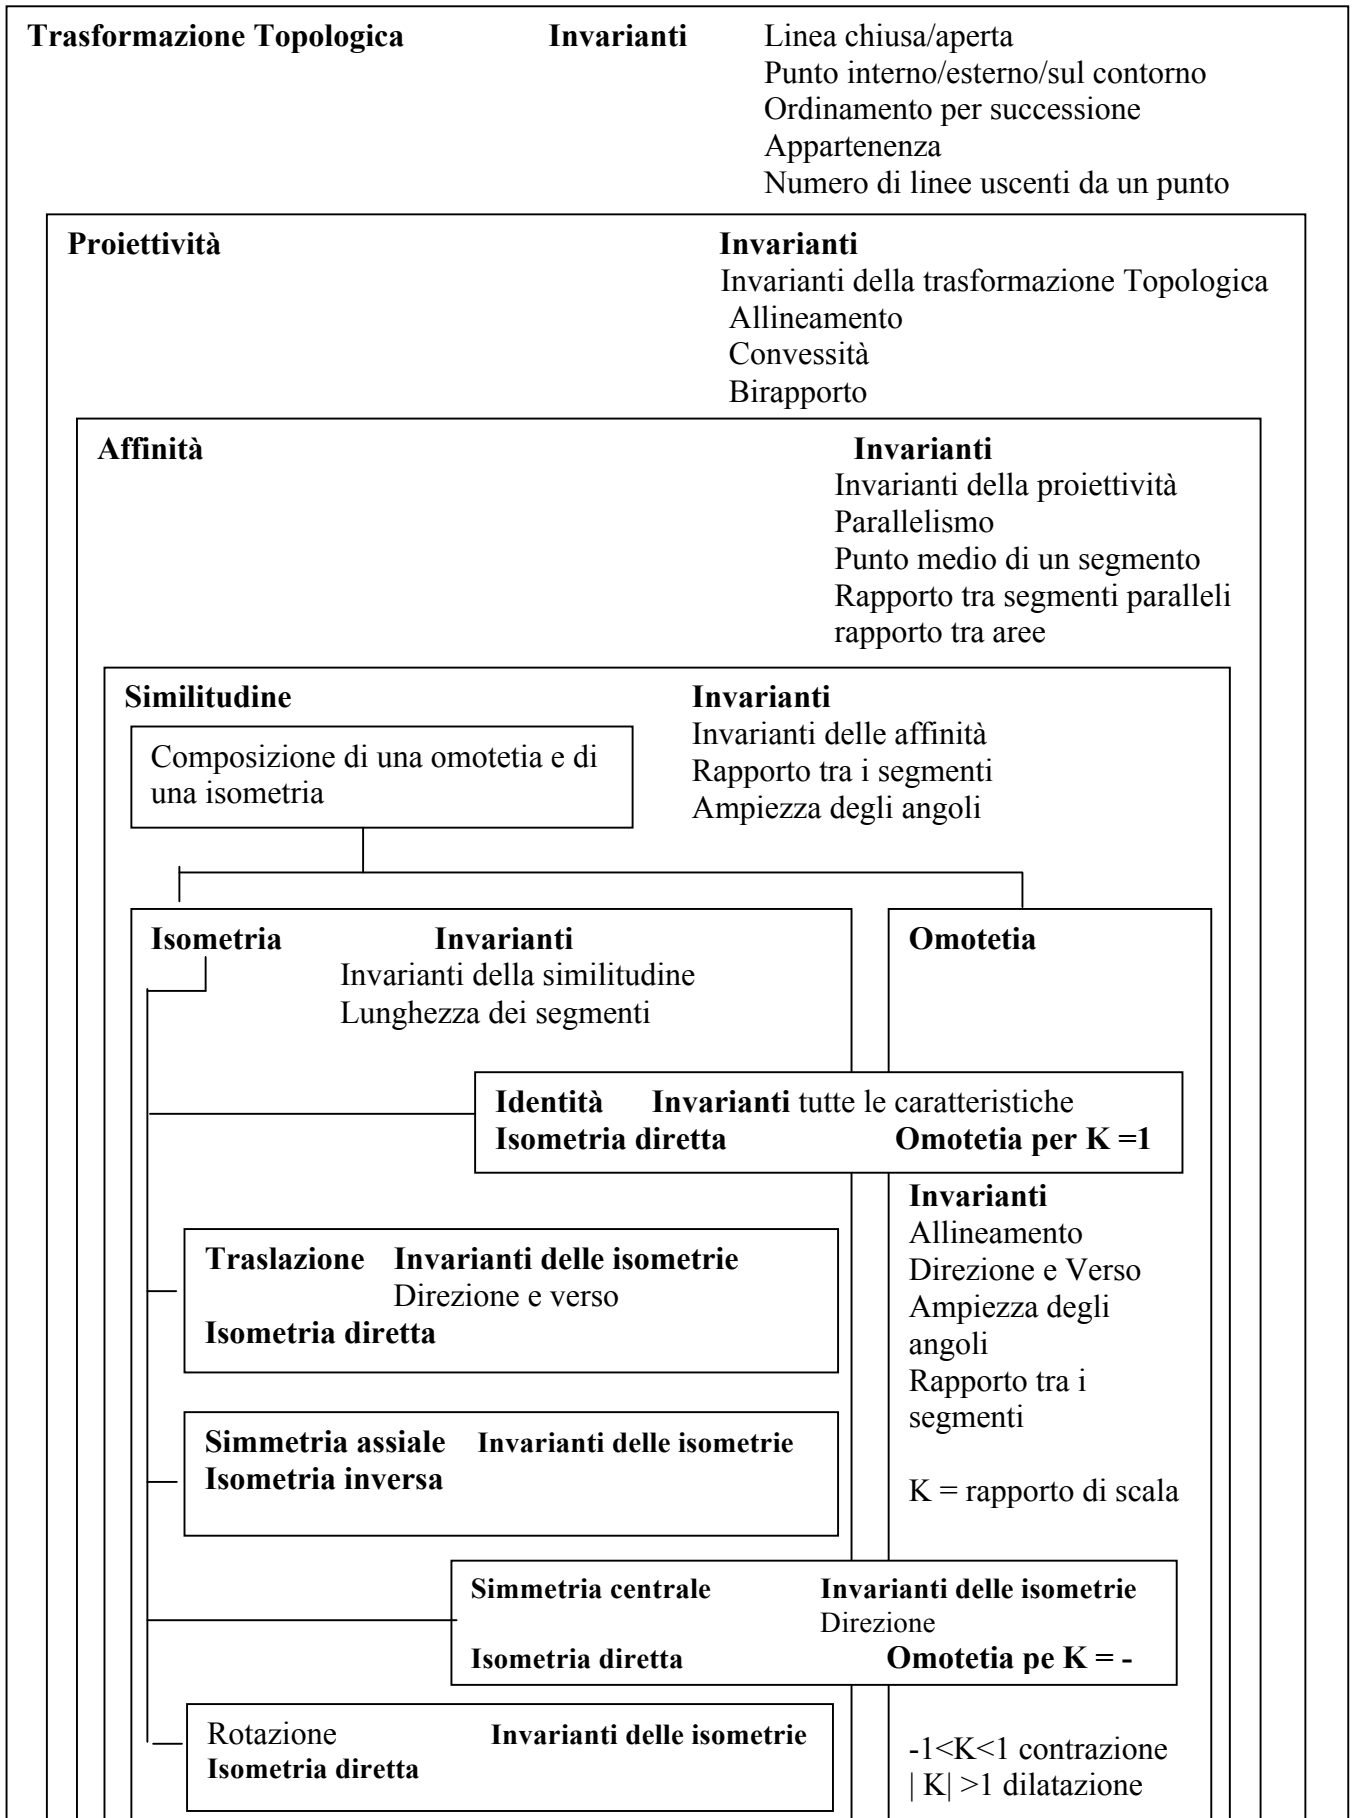 Trasformazione Topologica Invarianti Linea chiusa/aperta
Punto interno/esterno/sul contorno
Ordinamento per successione
Appartenenza
Numero di linee uscenti da un punto
Proiettività Invarianti
Invarianti della trasformazione Topologica
Allineamento
Convessità
Birapporto
Affinità Invarianti
Invarianti della proiettività
Parallelismo
Punto medio di un segmento
Rapporto tra segmenti paralleli
rapporto tra aree
Similitudine Invarianti
Invarianti delle affinità
Rapporto tra i segmenti
Ampiezza degli angoli
Composizione di una omotetia e di
una isometria
Isometria Invarianti
Invarianti della similitudine
Lunghezza dei segmenti
Omotetia
Identità Invarianti tutte le caratteristiche
Isometria diretta Omotetia per K =1
Traslazione Invarianti delle isometrie
Direzione e verso
Isometria diretta
Invarianti
Allineamento
Direzione e Verso
Ampiezza degli
angoli
Rapporto tra i
segmenti
K = rapporto di scala
Simmetria assiale Invarianti delle isometrie
Isometria inversa
Simmetria centrale Invarianti delle isometrie
Direzione
Isometria diretta Omotetia pe K = -
Rotazione Invarianti delle isometrie
Isometria diretta
-1<K<1 contrazione
| K| >1 dilatazione